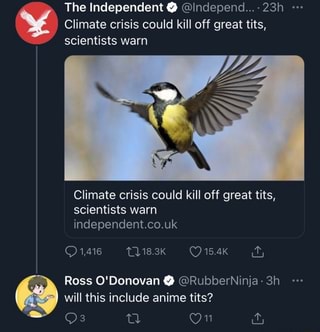 The Independent @Independ... · 23h
Climate crisis could kill off great tits,
scientists warn
Climate crisis could kill off great tits,
scientists warn
independent.co.uk
1,416 18.3K 15.4K
Ross O'Donovan @RubberNinja · 3h
will this include anime tits?
3 11